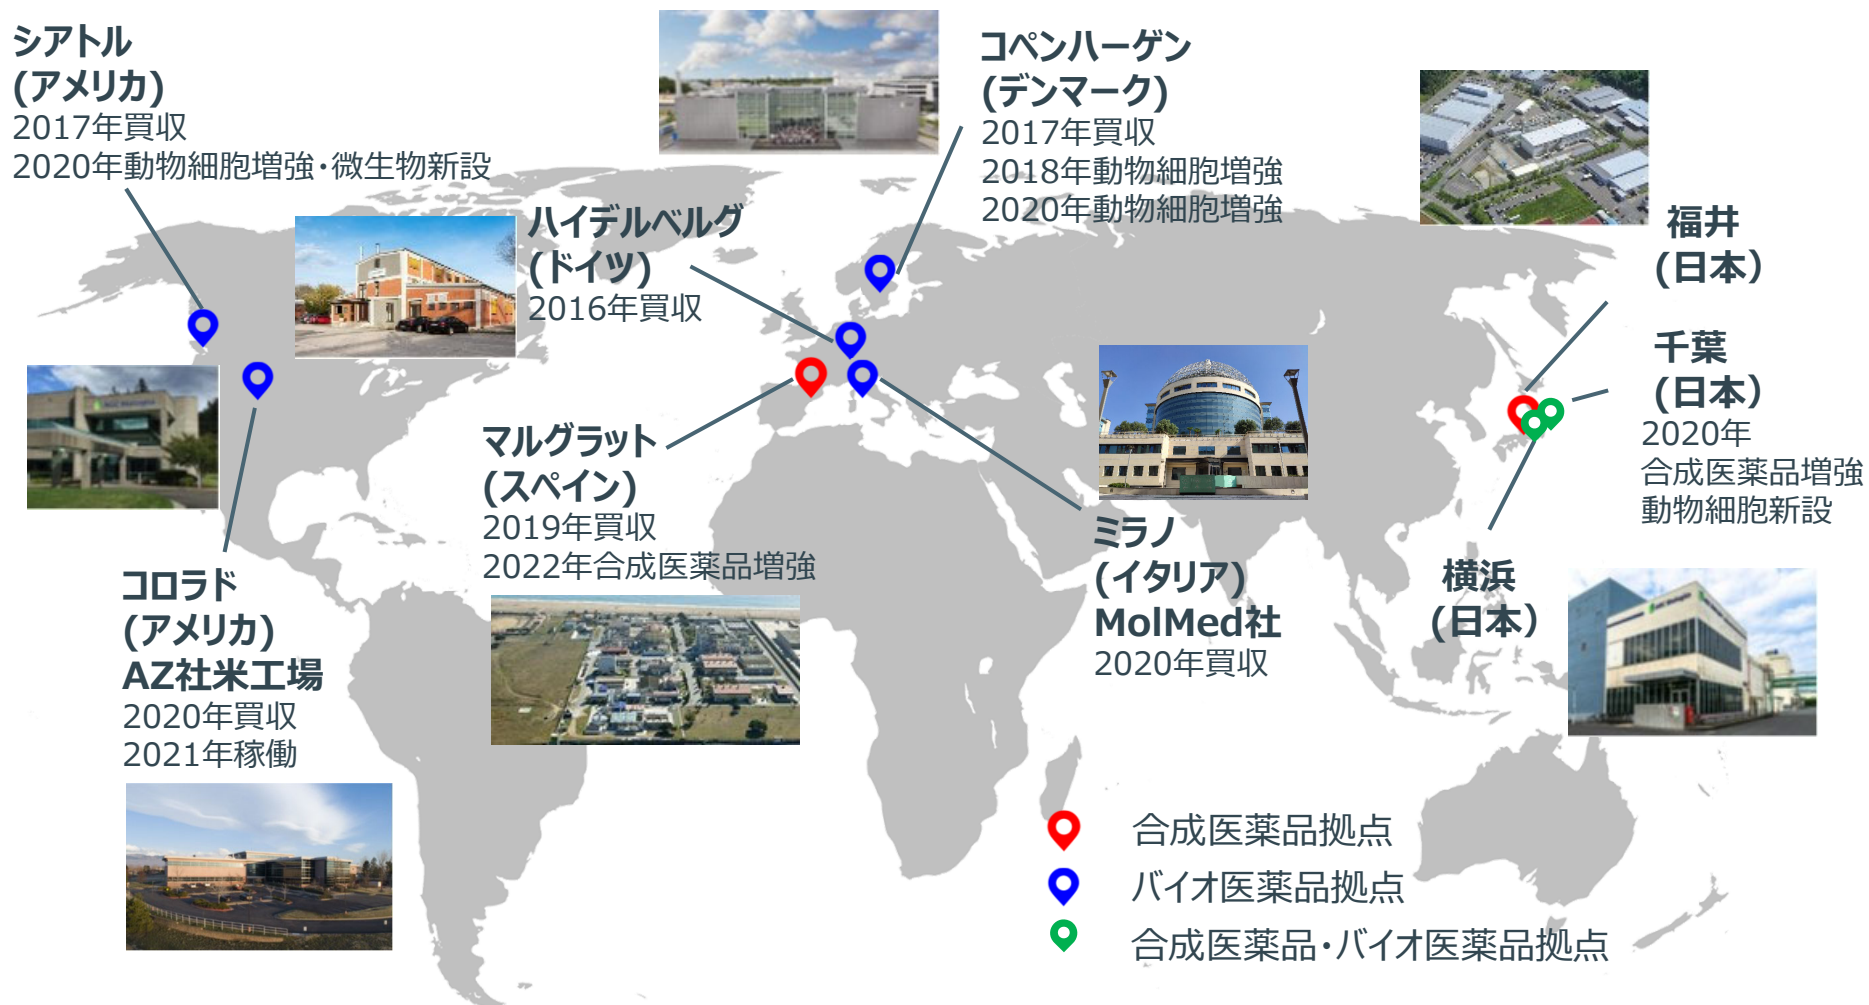 シアトル
(アメリカ)
2017年買収
2020年動物細胞増強・微生物新設
コペンハーゲン
(デンマーク)
2017年買収
2018年動物細胞増強
2020年動物細胞増強
ハイデルベルグ
(ドイツ)
2016年買収
福井
(日本)
千葉
(日本)
2020年
合成医薬品増強
動物細胞新設
マルグラット
(スペイン)
2019年買収
2022年合成医薬品増強
ミラノ
(イタリア)
MolMed社
2020年買収
横浜
(日本)
コロラド
(アメリカ)
AZ社米工場
2020年買収
2021年稼働
合成医薬品拠点
バイオ医薬品拠点
合成医薬品・バイオ医薬品拠点